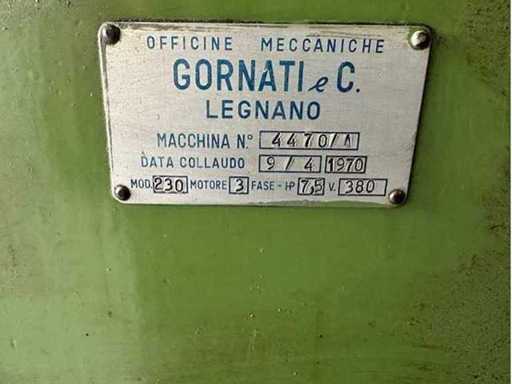 OFFICINE MECCANICHE
GORNATI e C.
LEGNANO
MACCHINA N.° 4470/1
DATA COLLAUDO 9/4 1970
MOD. 230 MOTORE 3 FASE - HP 7,5 V. 380